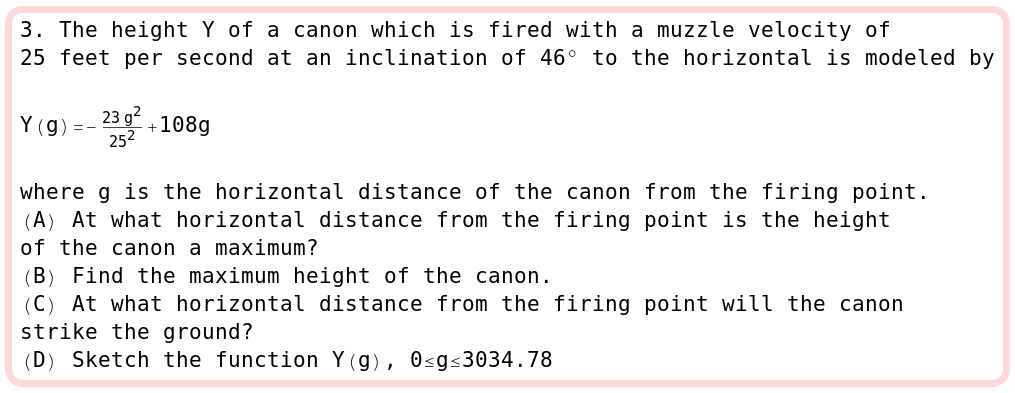 3. The height Y of a canon which is fired with a muzzle velocity of
25 feet per second at an inclination of 46° to the horizontal is modeled by
Y(g)=-\frac{23 g^2}{25^2}+108g
where g is the horizontal distance of the canon from the firing point.
(A) At what horizontal distance from the firing point is the height
of the canon a maximum?
(B) Find the maximum height of the canon.
(C) At what horizontal distance from the firing point will the canon
strike the ground?
(D) Sketch the function Y(g), 0≤g≤3034.78